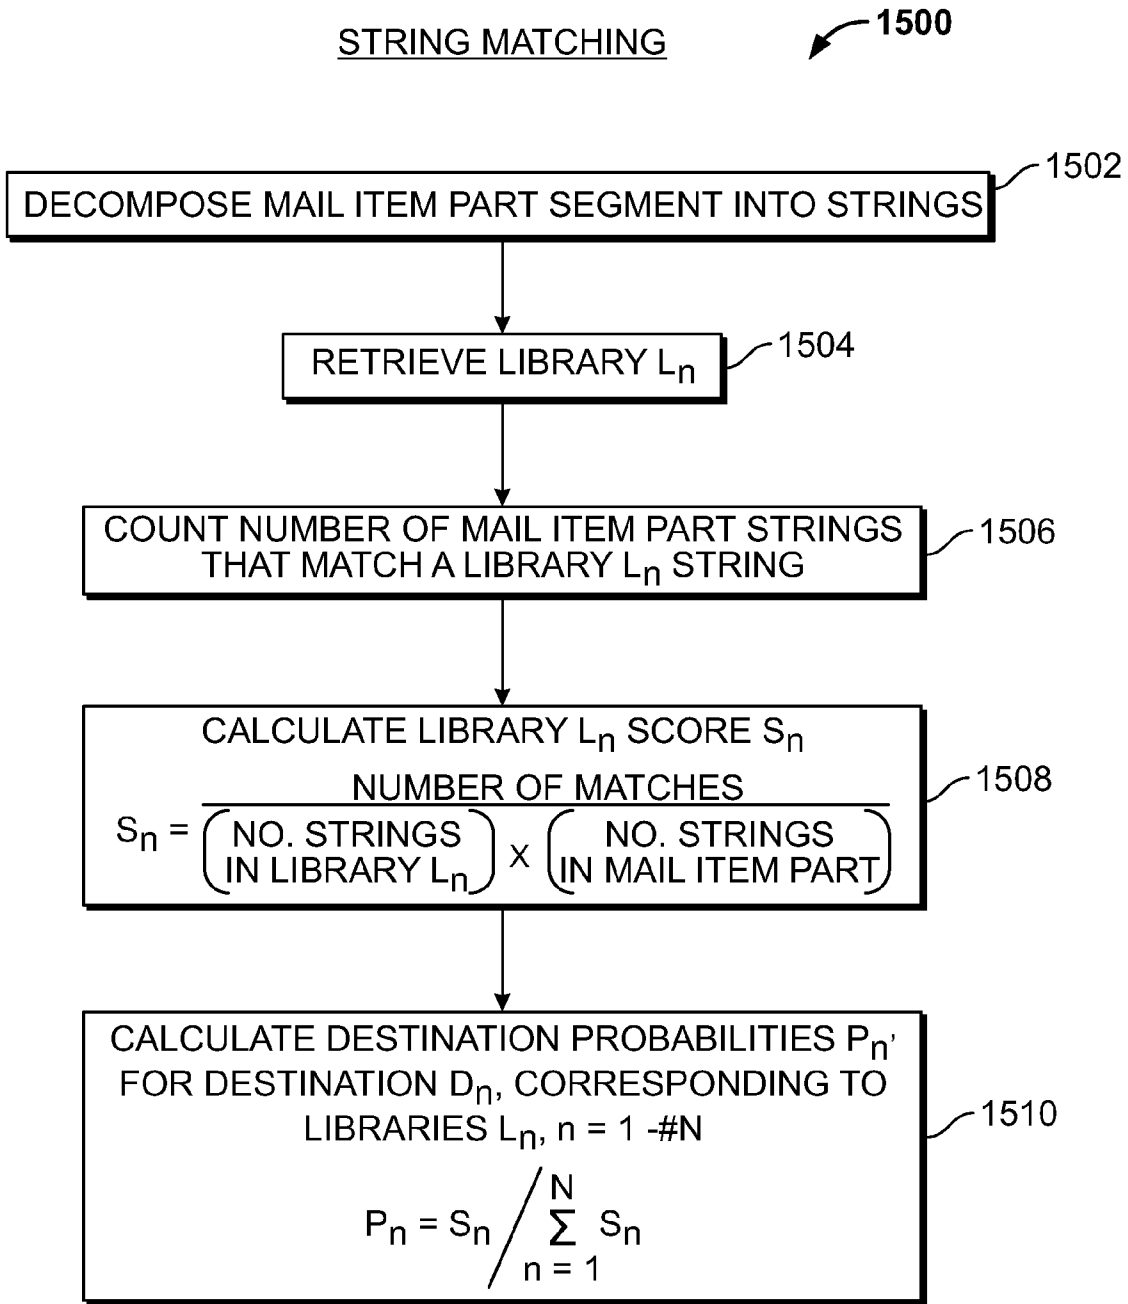 STRING MATCHING
1500
1502
DECOMPOSE MAIL ITEM PART SEGMENT INTO STRINGS
1504
RETRIEVE LIBRARY Ln
1506
COUNT NUMBER OF MAIL ITEM PART STRINGS
THAT MATCH A LIBRARY Ln STRING
1508
CALCULATE LIBRARY Ln SCORE Sn
NUMBER OF MATCHES
Sn = (NO. STRINGS IN LIBRARY Ln) X (NO. STRINGS IN MAIL ITEM PART)
1510
CALCULATE DESTINATION PROBABILITIES Pn,
FOR DESTINATION Dn, CORRESPONDING TO
LIBRARIES Ln, n = 1 -#N
N
Pn = Sn / Σ Sn
n = 1